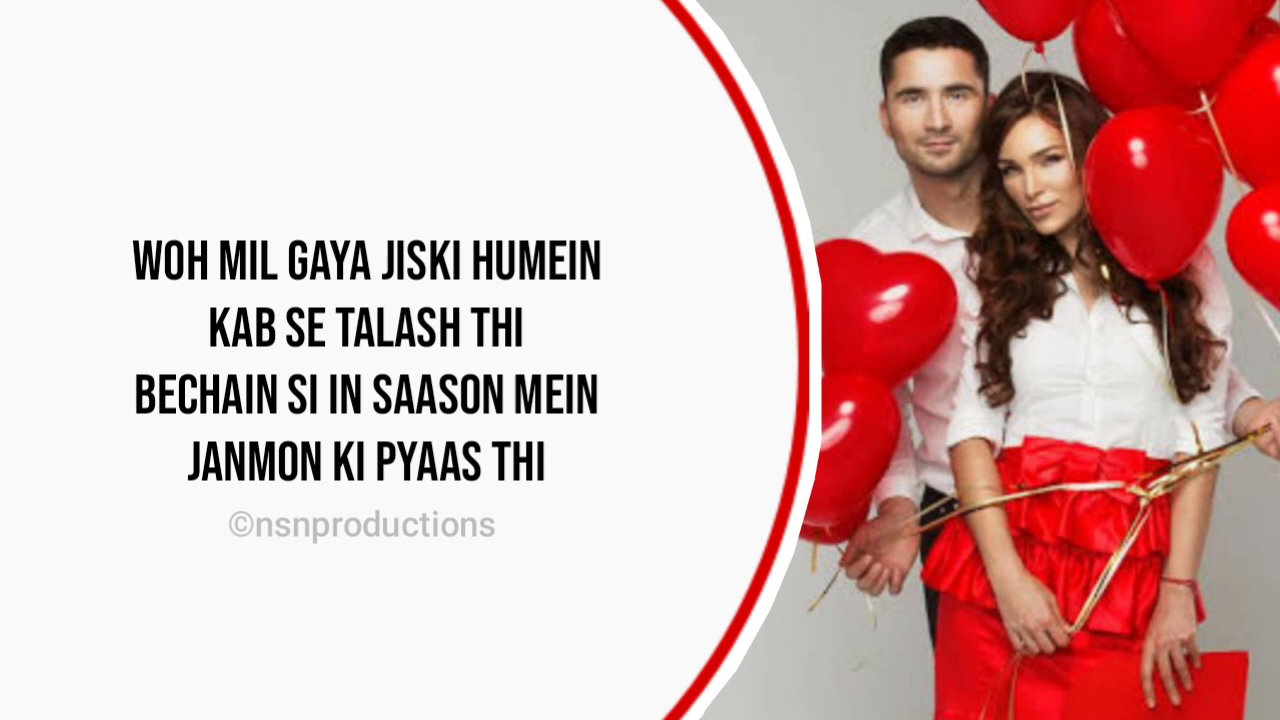 WOH MIL GAYA JISKI HUMEIN
KAB SE TALASH THI
BECHAIN SI IN SAASON MEIN
JANMON KI PYAAS THI
©nsnproductions